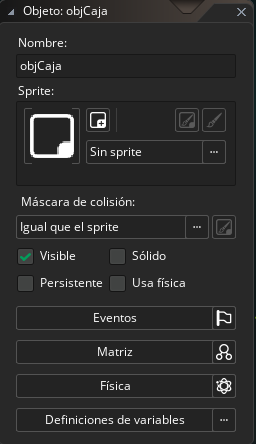 Objeto: objCaja
Nombre:
objCaja
Sprite:
Sin sprite
Máscara de colisión:
Igual que el sprite
Visible Sólido
Persistente Usa física
Eventos
Matriz
Física
Definiciones de variables